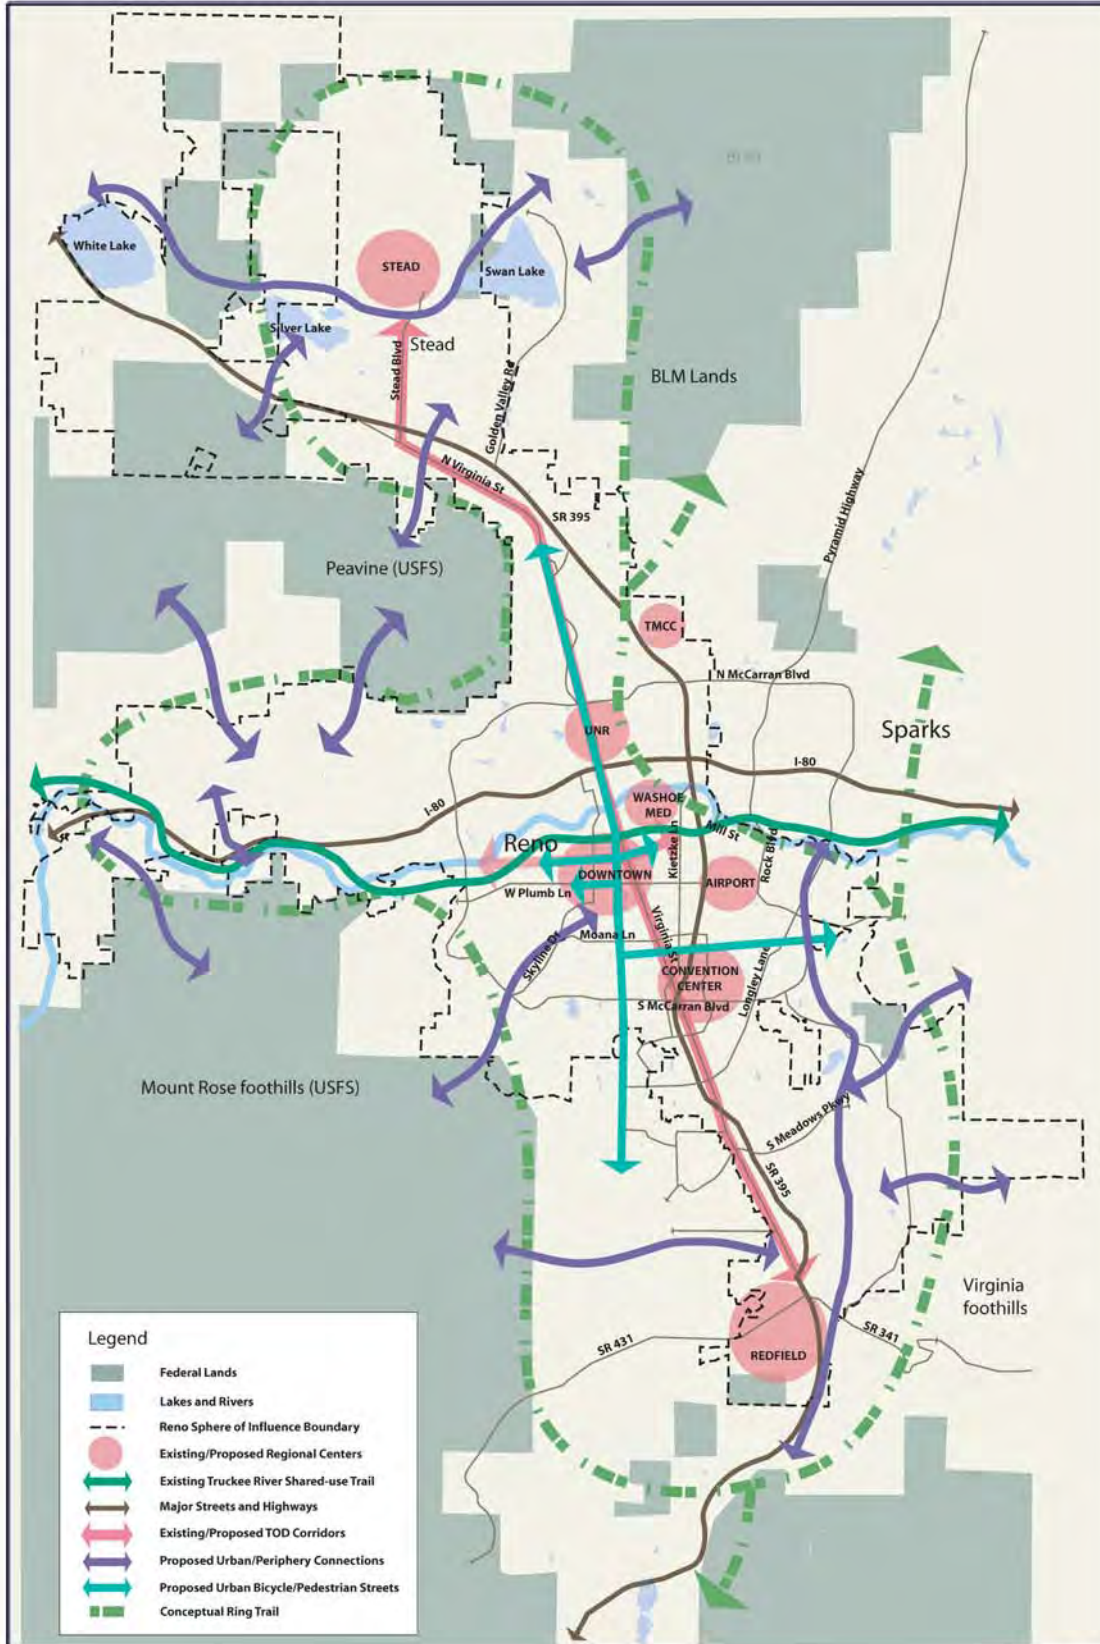 BLM
White Lake
STEAD
Swan Lake
Silver Lake
Stead Blvd
Stead
Golden Valley Rd
BLM Lands
N Virginia St
SR 395
Pyramid Highway
Peavine (USFS)
TMCC
N McCarran Blvd
UNR
Sparks
I-80
I-80
WASHOE
MED
Mill St
Reno
Kietzke Ln
Rock Blvd
DOWNTOWN
AIRPORT
W Plumb Ln
Virginia St
Moana Ln
Skyline Dr
Longley Lane
CONVENTION
CENTER
S McCarran Blvd
Mount Rose foothills (USFS)
S Meadows Pkwy
SR 395
Virginia
foothills
SR 431
SR 341
REDFIELD
Legend
Federal Lands
Lakes and Rivers
Reno Sphere of Influence Boundary
Existing/Proposed Regional Centers
Existing Truckee River Shared-use Trail
Major Streets and Highways
Existing/Proposed TOD Corridors
Proposed Urban/Periphery Connections
Proposed Urban Bicycle/Pedestrian Streets
Conceptual Ring Trail